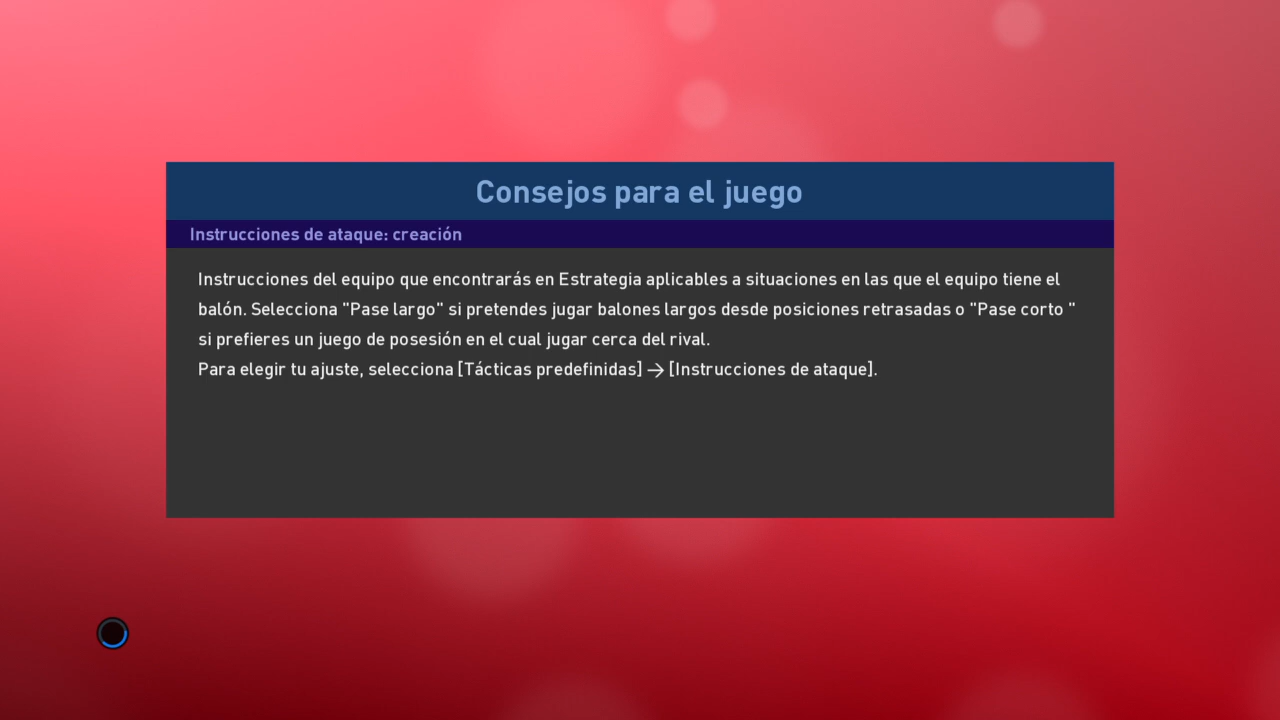 Consejos para el juego
Instrucciones de ataque: creación
Instrucciones del equipo que encontrarás en Estrategia aplicables a situaciones en las que el equipo tiene el
balón. Selecciona "Pase largo" si pretendes jugar balones largos desde posiciones retrasadas o "Pase corto "
si prefieres un juego de posesión en el cual jugar cerca del rival.
Para elegir tu ajuste, selecciona [Tácticas predefinidas] → [Instrucciones de ataque].